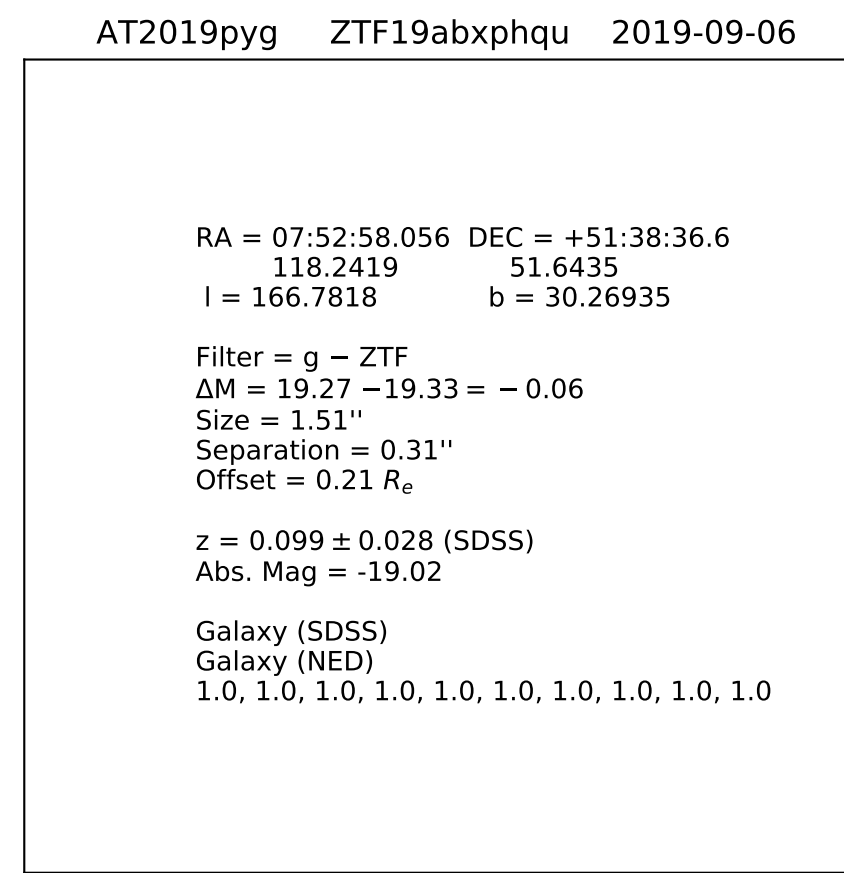 AT2019pyg ZTF19abxphqu 2019-09-06
RA = 07:52:58.056 DEC = +51:38:36.6
118.2419 51.6435
l = 166.7818 b = 30.26935
Filter = g − ZTF
ΔM = 19.27 −19.33 = − 0.06
Size = 1.51''
Separation = 0.31''
Offset = 0.21 Rₑ
z = 0.099 ± 0.028 (SDSS)
Abs. Mag = -19.02
Galaxy (SDSS)
Galaxy (NED)
1.0, 1.0, 1.0, 1.0, 1.0, 1.0, 1.0, 1.0, 1.0, 1.0